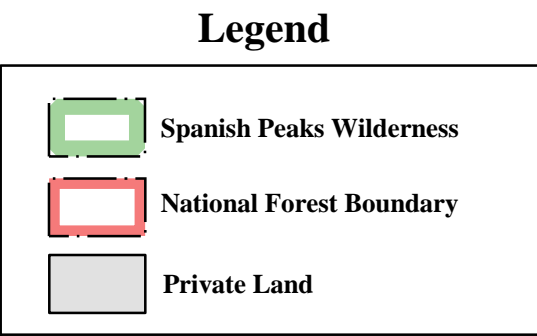 Legend
Spanish Peaks Wilderness
National Forest Boundary
Private Land